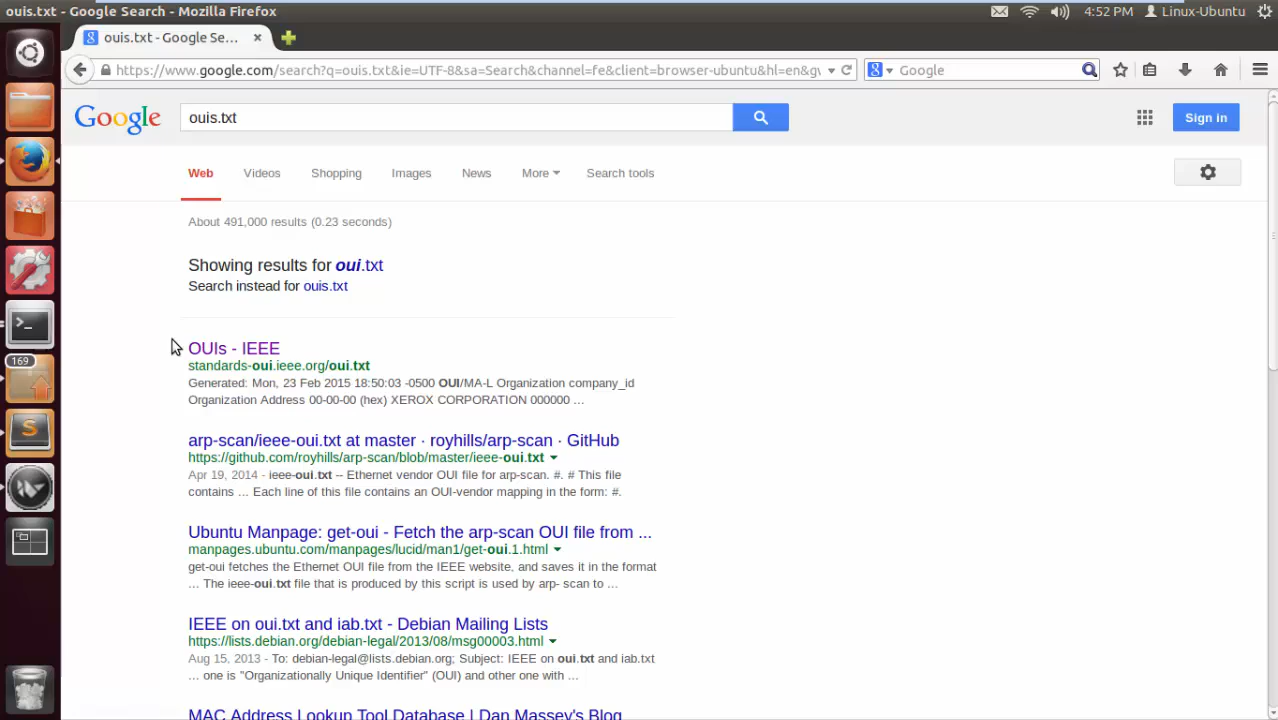 ouis.txt - Google Search - Mozilla Firefox
4:52 PM
Linux-Ubuntu
ouis.txt - Google Se...
https://www.google.com/search?q=ouis.txt&ie=UTF-8&sa=Search&channel=fe&client=browser-ubuntu&hl=en&gv
Google
Google
ouis.txt
Sign in
Web
Videos
Shopping
Images
News
More
Search tools
About 491,000 results (0.23 seconds)
Showing results for oui.txt
Search instead for ouis.txt
OUIs - IEEE
standards-oui.ieee.org/oui.txt
Generated: Mon, 23 Feb 2015 18:50:03 -0500 OUI/MA-L Organization company_id
Organization Address 00-00-00 (hex) XEROX CORPORATION 000000 ...
169
arp-scan/ieee-oui.txt at master · royhills/arp-scan · GitHub
https://github.com/royhills/arp-scan/blob/master/ieee-oui.txt
Apr 19, 2014 - ieee-oui.txt -- Ethernet vendor OUI file for arp-scan. #. # This file
contains ... Each line of this file contains an OUI-vendor mapping in the form: #.
Ubuntu Manpage: get-oui - Fetch the arp-scan OUI file from ...
manpages.ubuntu.com/manpages/lucid/man1/get-oui.1.html
get-oui fetches the Ethernet OUI file from the IEEE website, and saves it in the format
... The ieee-oui.txt file that is produced by this script is used by arp- scan to ...
IEEE on oui.txt and iab.txt - Debian Mailing Lists
https://lists.debian.org/debian-legal/2013/08/msg00003.html
Aug 15, 2013 - To: debian-legal@lists.debian.org; Subject: IEEE on oui.txt and iab.txt
... one is "Organizationally Unique Identifier" (OUI) and other one with ...
MAC Address Lookup Tool Database | Dan Massey's Blog